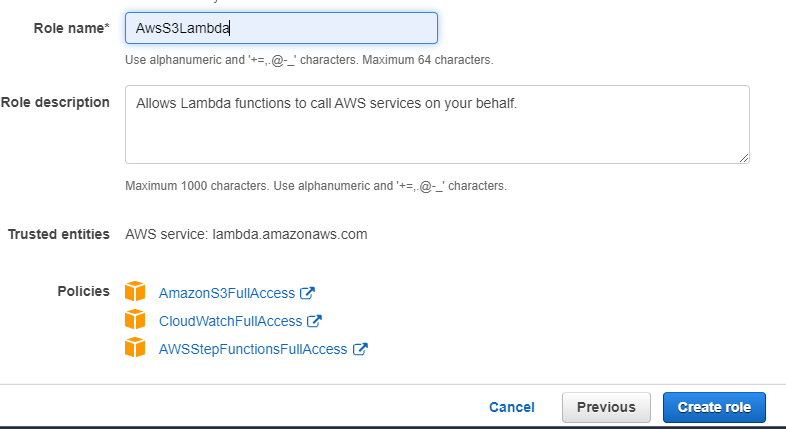 Role name*
AwsS3Lambda
Use alphanumeric and '+=,.@-_' characters. Maximum 64 characters.
Role description
Allows Lambda functions to call AWS services on your behalf.
Maximum 1000 characters. Use alphanumeric and '+=,.@-_' characters.
Trusted entities
AWS service: lambda.amazonaws.com
Policies
AmazonS3FullAccess
CloudWatchFullAccess
AWSStepFunctionsFullAccess
Cancel
Previous
Create role